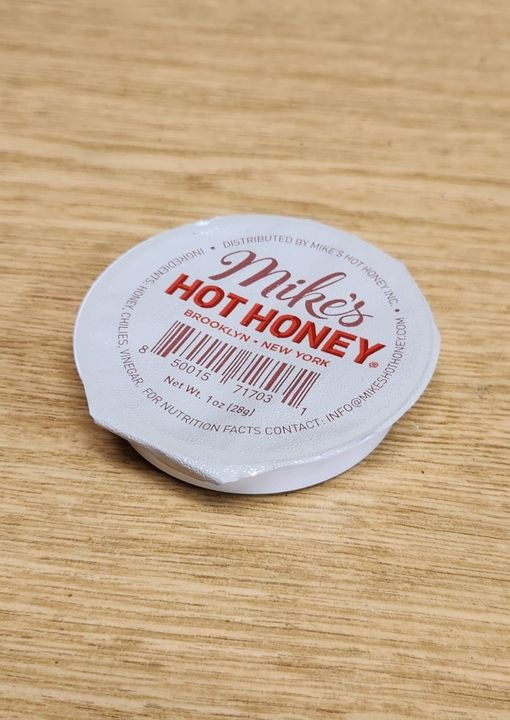 Mike's
HOT HONEY®
BROOKLYN • NEW YORK
8 50015 71703 1
Net Wt. 1oz (28g)
INGREDIENTS: HONEY, CHILIES, VINEGAR. FOR NUTRITION FACTS CONTACT: INFO@MIKESHOTHONEY.COM • DISTRIBUTED BY MIKE'S HOT HONEY INC. •